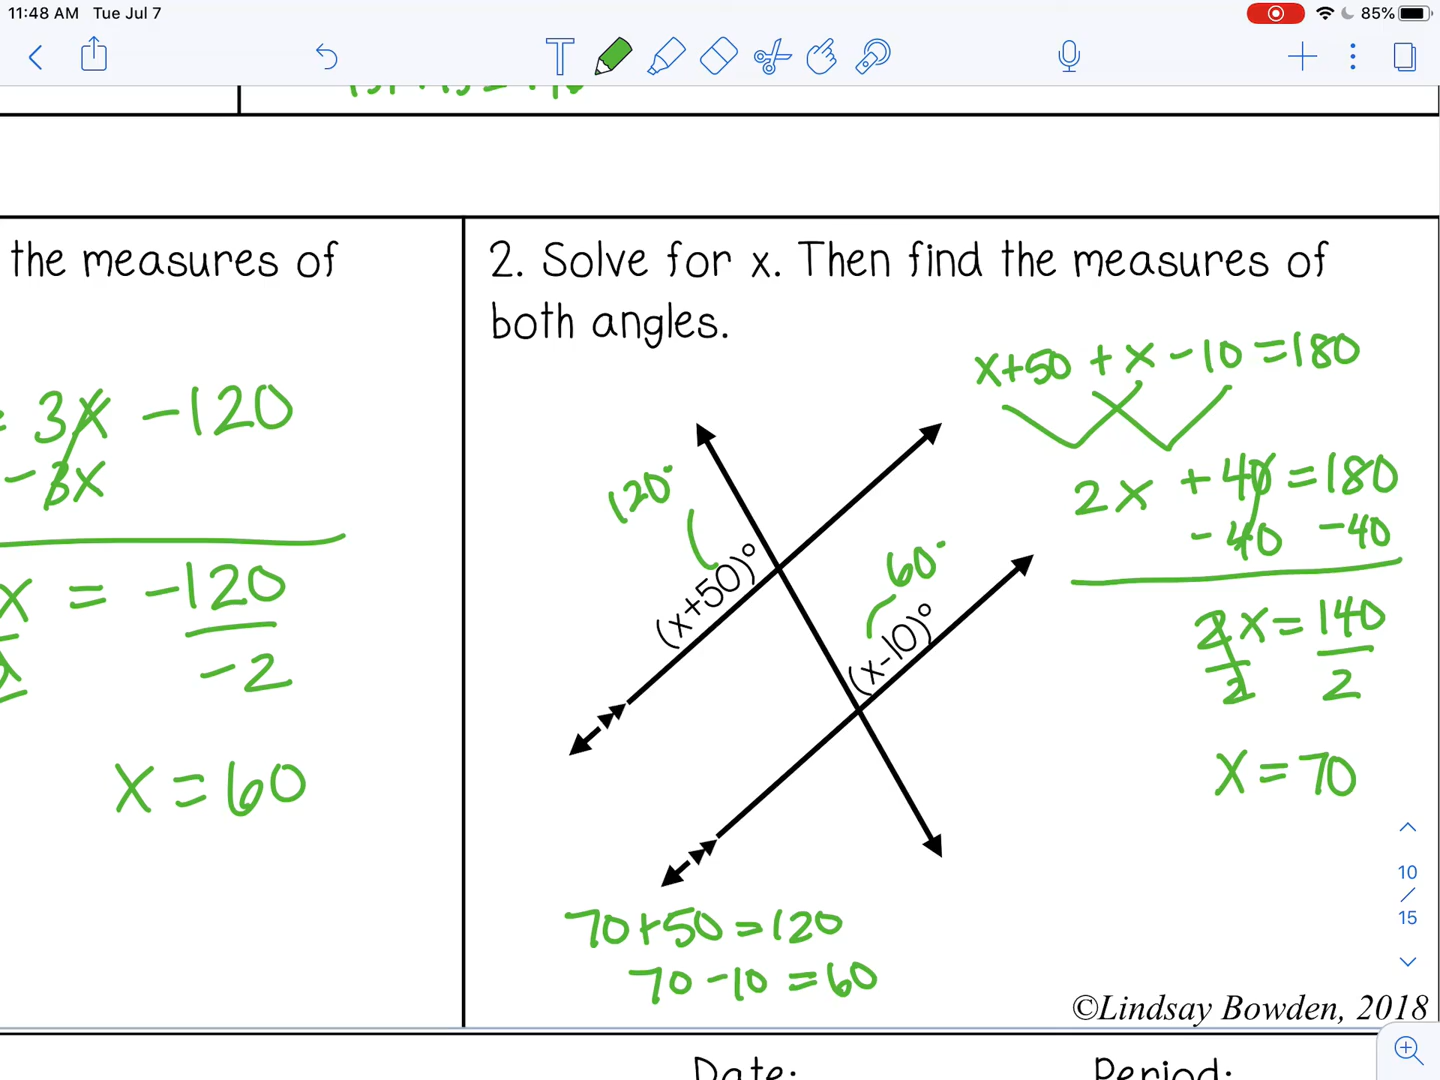 11:48 AM Tue Jul 7
85%
T
the measures of
= 3x - 120
- 3x
x = -120
-2
x = 60
2. Solve for x. Then find the measures of
both angles.
x+50 + x - 10 = 180
2x + 40 = 180
- 40 - 40
2x = 140
2 2
x = 70
120°
(x+50)°
60°
(x-10)°
70+50 = 120
70 - 10 = 60
10
/
15
©Lindsay Bowden, 2018
Date:
Period: